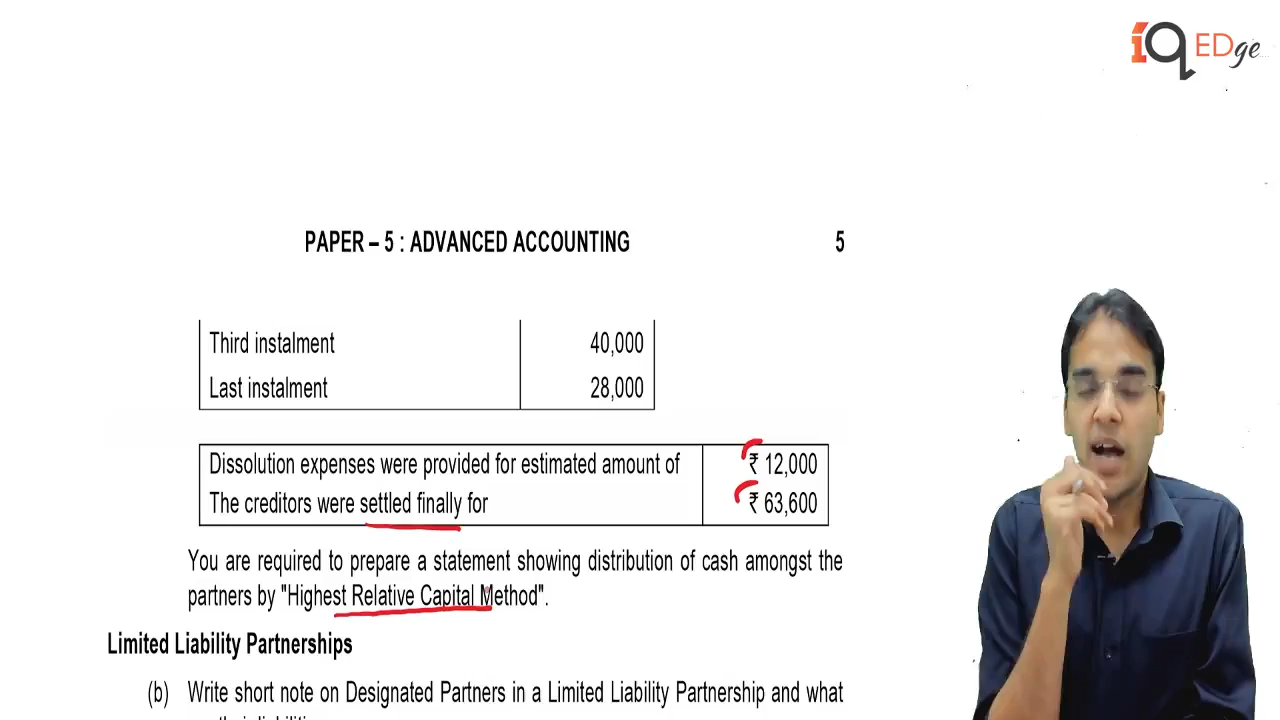 iQ EDge
PAPER – 5 : ADVANCED ACCOUNTING 5
Third instalment 40,000
Last instalment 28,000
Dissolution expenses were provided for estimated amount of ₹ 12,000
The creditors were settled finally for ₹ 63,600
You are required to prepare a statement showing distribution of cash amongst the
partners by "Highest Relative Capital Method".
Limited Liability Partnerships
(b) Write short note on Designated Partners in a Limited Liability Partnership and what